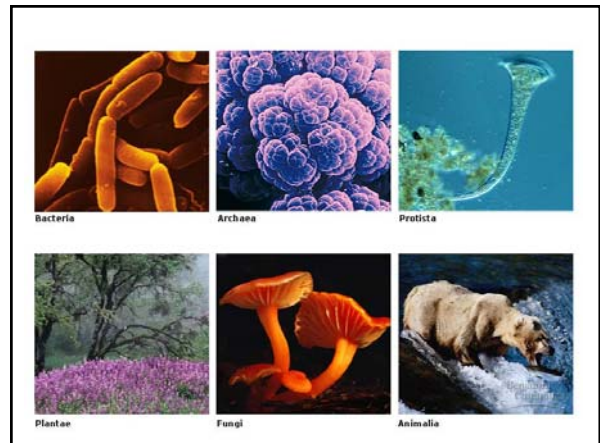 Bacteria
Archaea
Protista
Plantae
Fungi
Animalia